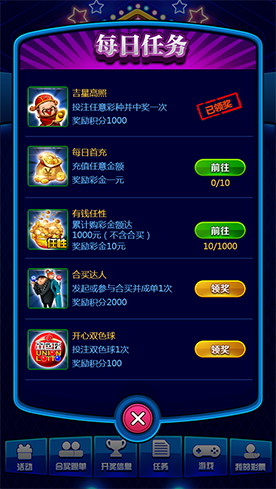 每日任务
吉星高照
投注任意彩种并中奖一次
奖励积分1000
已领奖
每日首充
充值任意金额
奖励彩金一元
前往
0/10
任性
有钱任性
累计购彩金额达
1000元（不含合买）
奖励彩金10元
前往
10/1000
合买达人
发起或参与合买并成单1次
奖励积分2000
领奖
双色球
UNION
LOTTO
开心双色球
投注双色球1次
奖励积分100
领奖
活动
合买跟单
开奖信息
任务
游戏
我的彩票